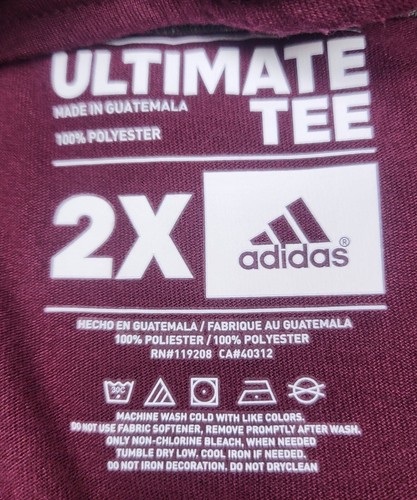 ULTIMATE
TEE
MADE IN GUATEMALA
100% POLYESTER
2X
adidas®
HECHO EN GUATEMALA / FABRIQUE AU GUATEMALA
100% POLIESTER / 100% POLYESTER
RN#119208 CA#40312
30C
MACHINE WASH COLD WITH LIKE COLORS.
DO NOT USE FABRIC SOFTENER, REMOVE PROMPTLY AFTER WASH.
ONLY NON-CHLORINE BLEACH, WHEN NEEDED
TUMBLE DRY LOW. COOL IRON IF NEEDED.
DO NOT IRON DECORATION. DO NOT DRYCLEAN